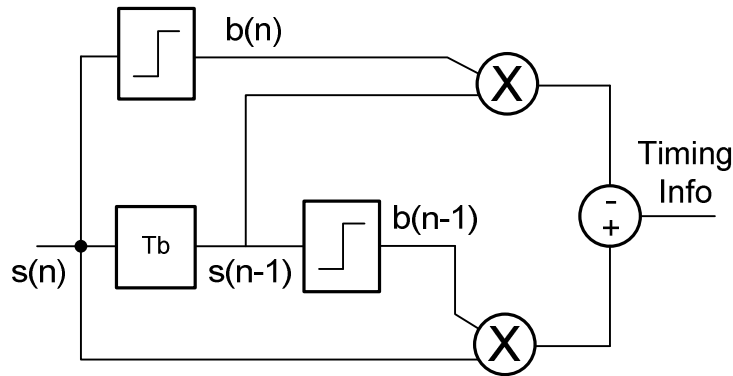 b(n)
X
Timing
Info
-
+
Tb
b(n-1)
s(n)
s(n-1)
X